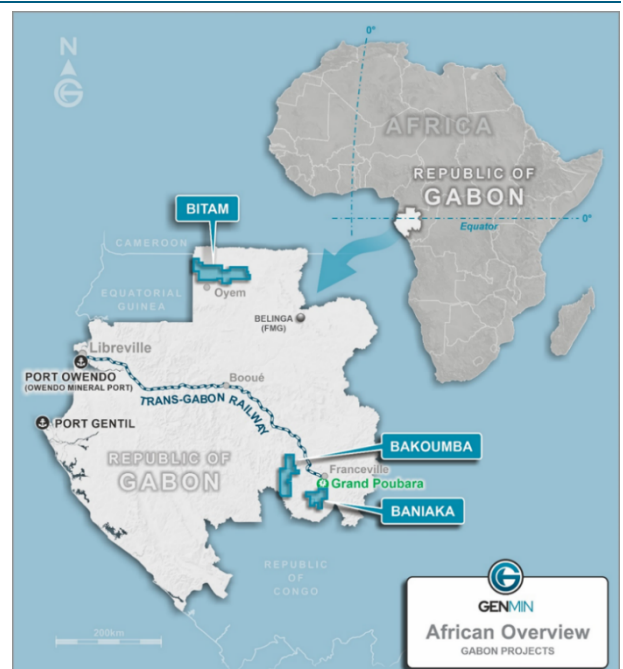 N
0°
AFRICA
REPUBLIC OF
GABON
0°
Equator
BITAM
CAMEROON
EQUATORIAL
GUINEA
Oyem
BELINGA
(FMG)
Libreville
PORT OWENDO
(OWENDO MINERAL PORT)
Booué
TRANS-GABON RAILWAY
PORT GENTIL
BAKOUMBA
REPUBLIC OF
GABON
Franceville
Grand Poubara
BANIAKA
REPUBLIC
OF
CONGO
200km
GENMIN
African Overview
GABON PROJECTS